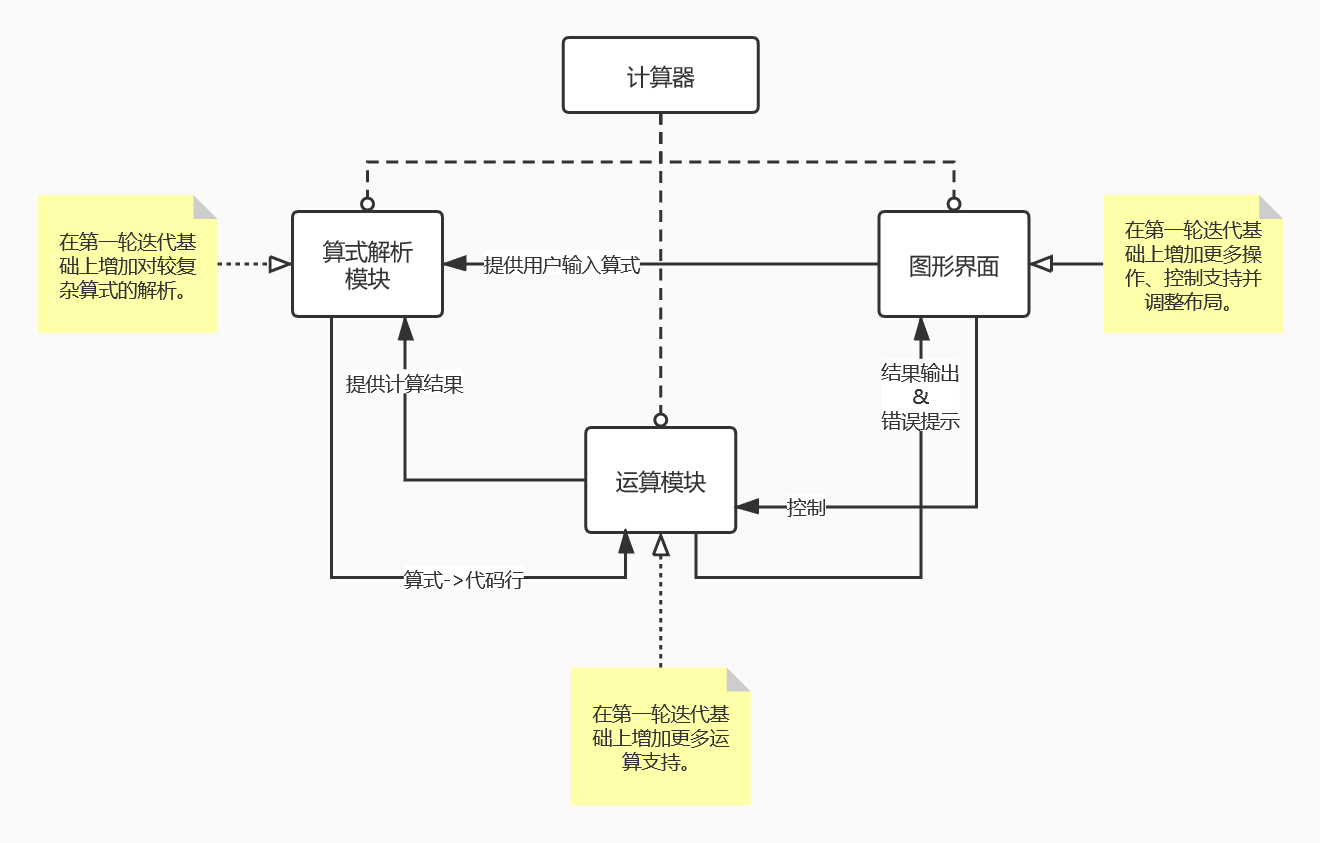 计算器
在第一轮迭代基
础上增加对较复
杂算式的解析。
算式解析
模块
提供用户输入算式
图形界面
在第一轮迭代基
础上增加更多操
作、控制支持并
调整布局。
提供计算结果
结果输出
&
错误提示
运算模块
控制
算式->代码行
在第一轮迭代基
础上增加更多运
算支持。